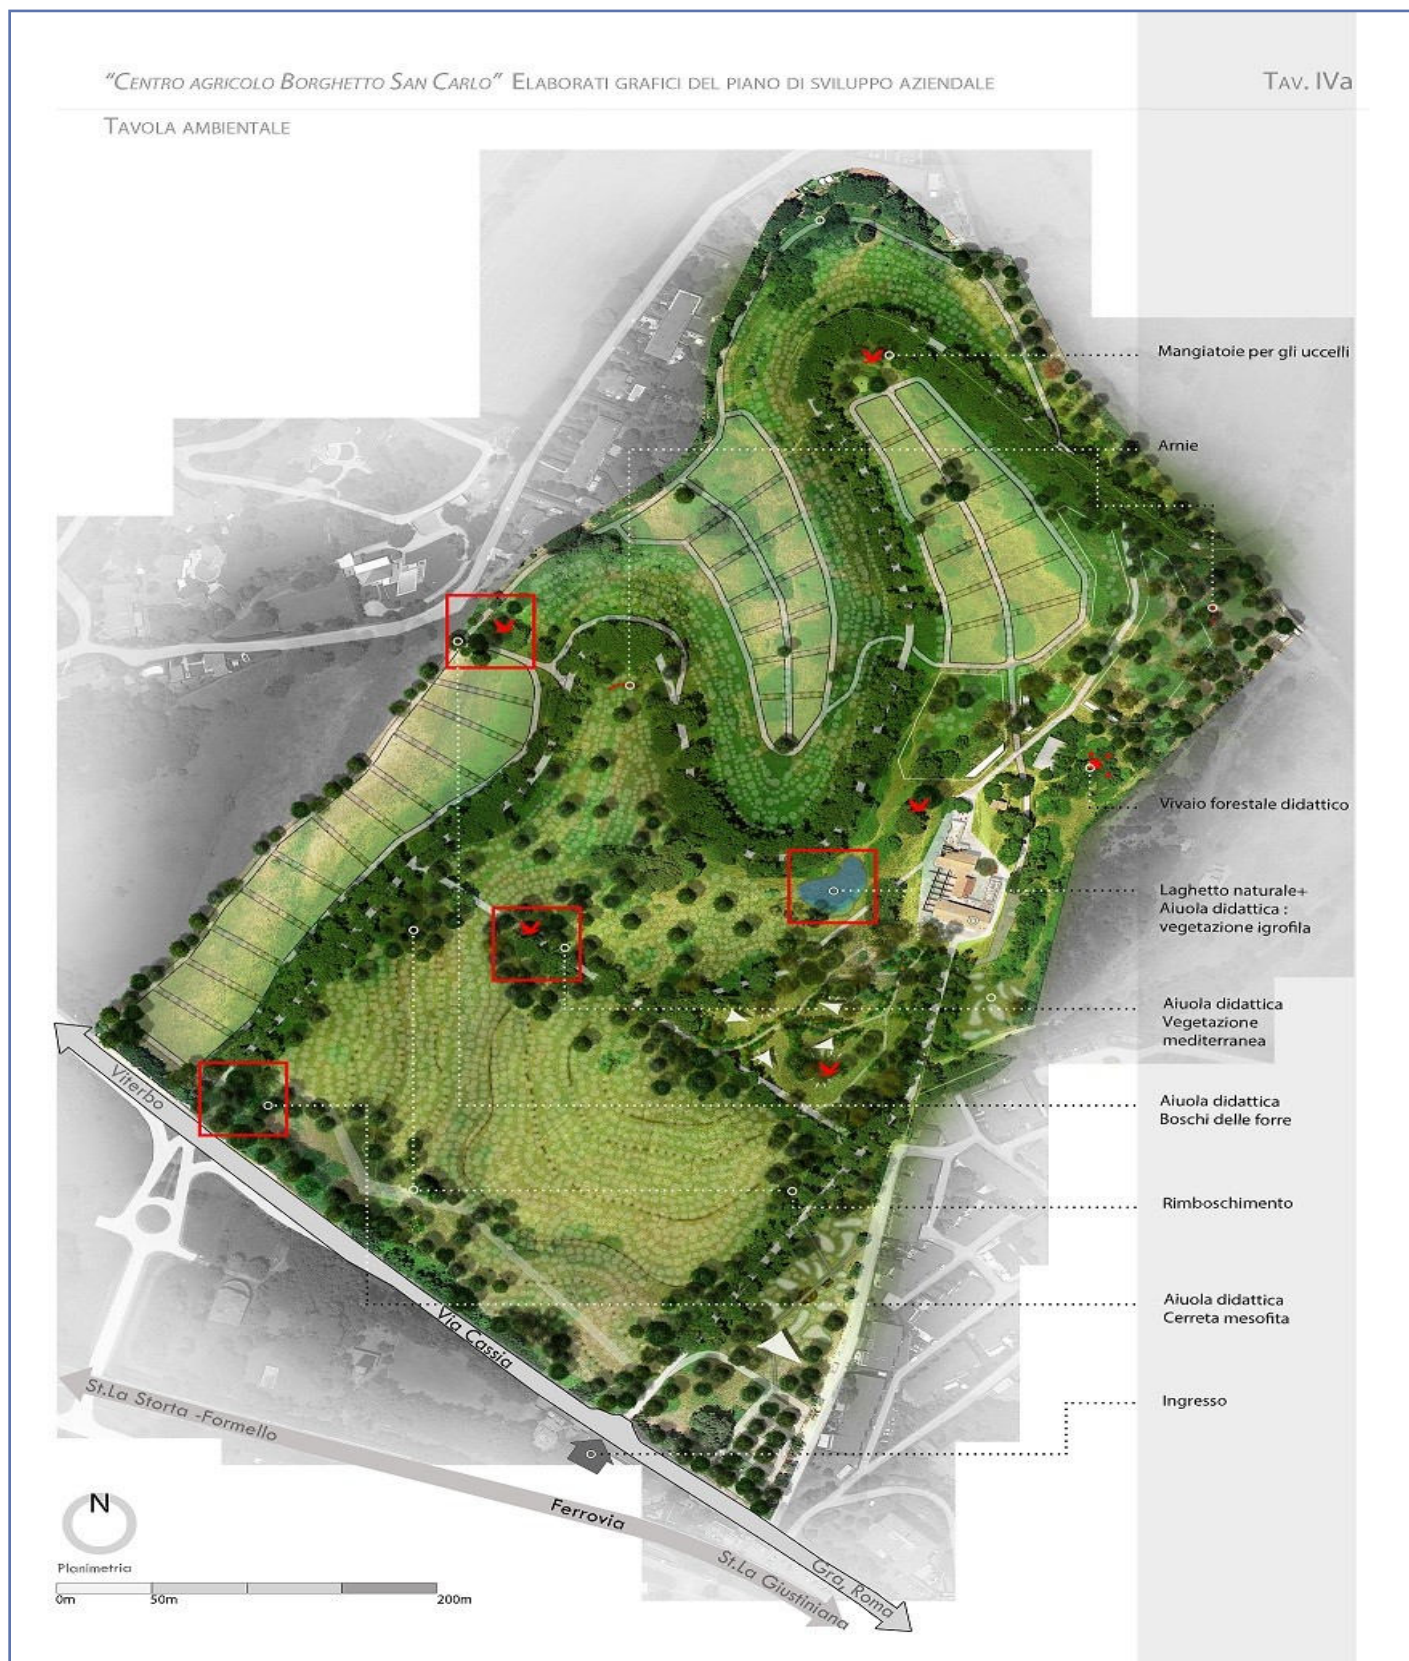 "Centro agricolo Borghetto San Carlo" Elaborati grafici del piano di sviluppo aziendale
Tav. IVa
Tavola ambientale
Mangiatoie per gli uccelli
Arnie
Vivaio forestale didattico
Laghetto naturale+
Aiuola didattica :
vegetazione igrofila
Aiuola didattica
Vegetazione
mediterranea
Aiuola didattica
Boschi delle forre
Rimboschimento
Aiuola didattica
Cerreta mesofita
Ingresso
Viterbo
Via Cassia
Gra, Roma
St.La Storta -Formello
Ferrovia
St.La Giustiniana
N
Planimetria
0m 50m 200m